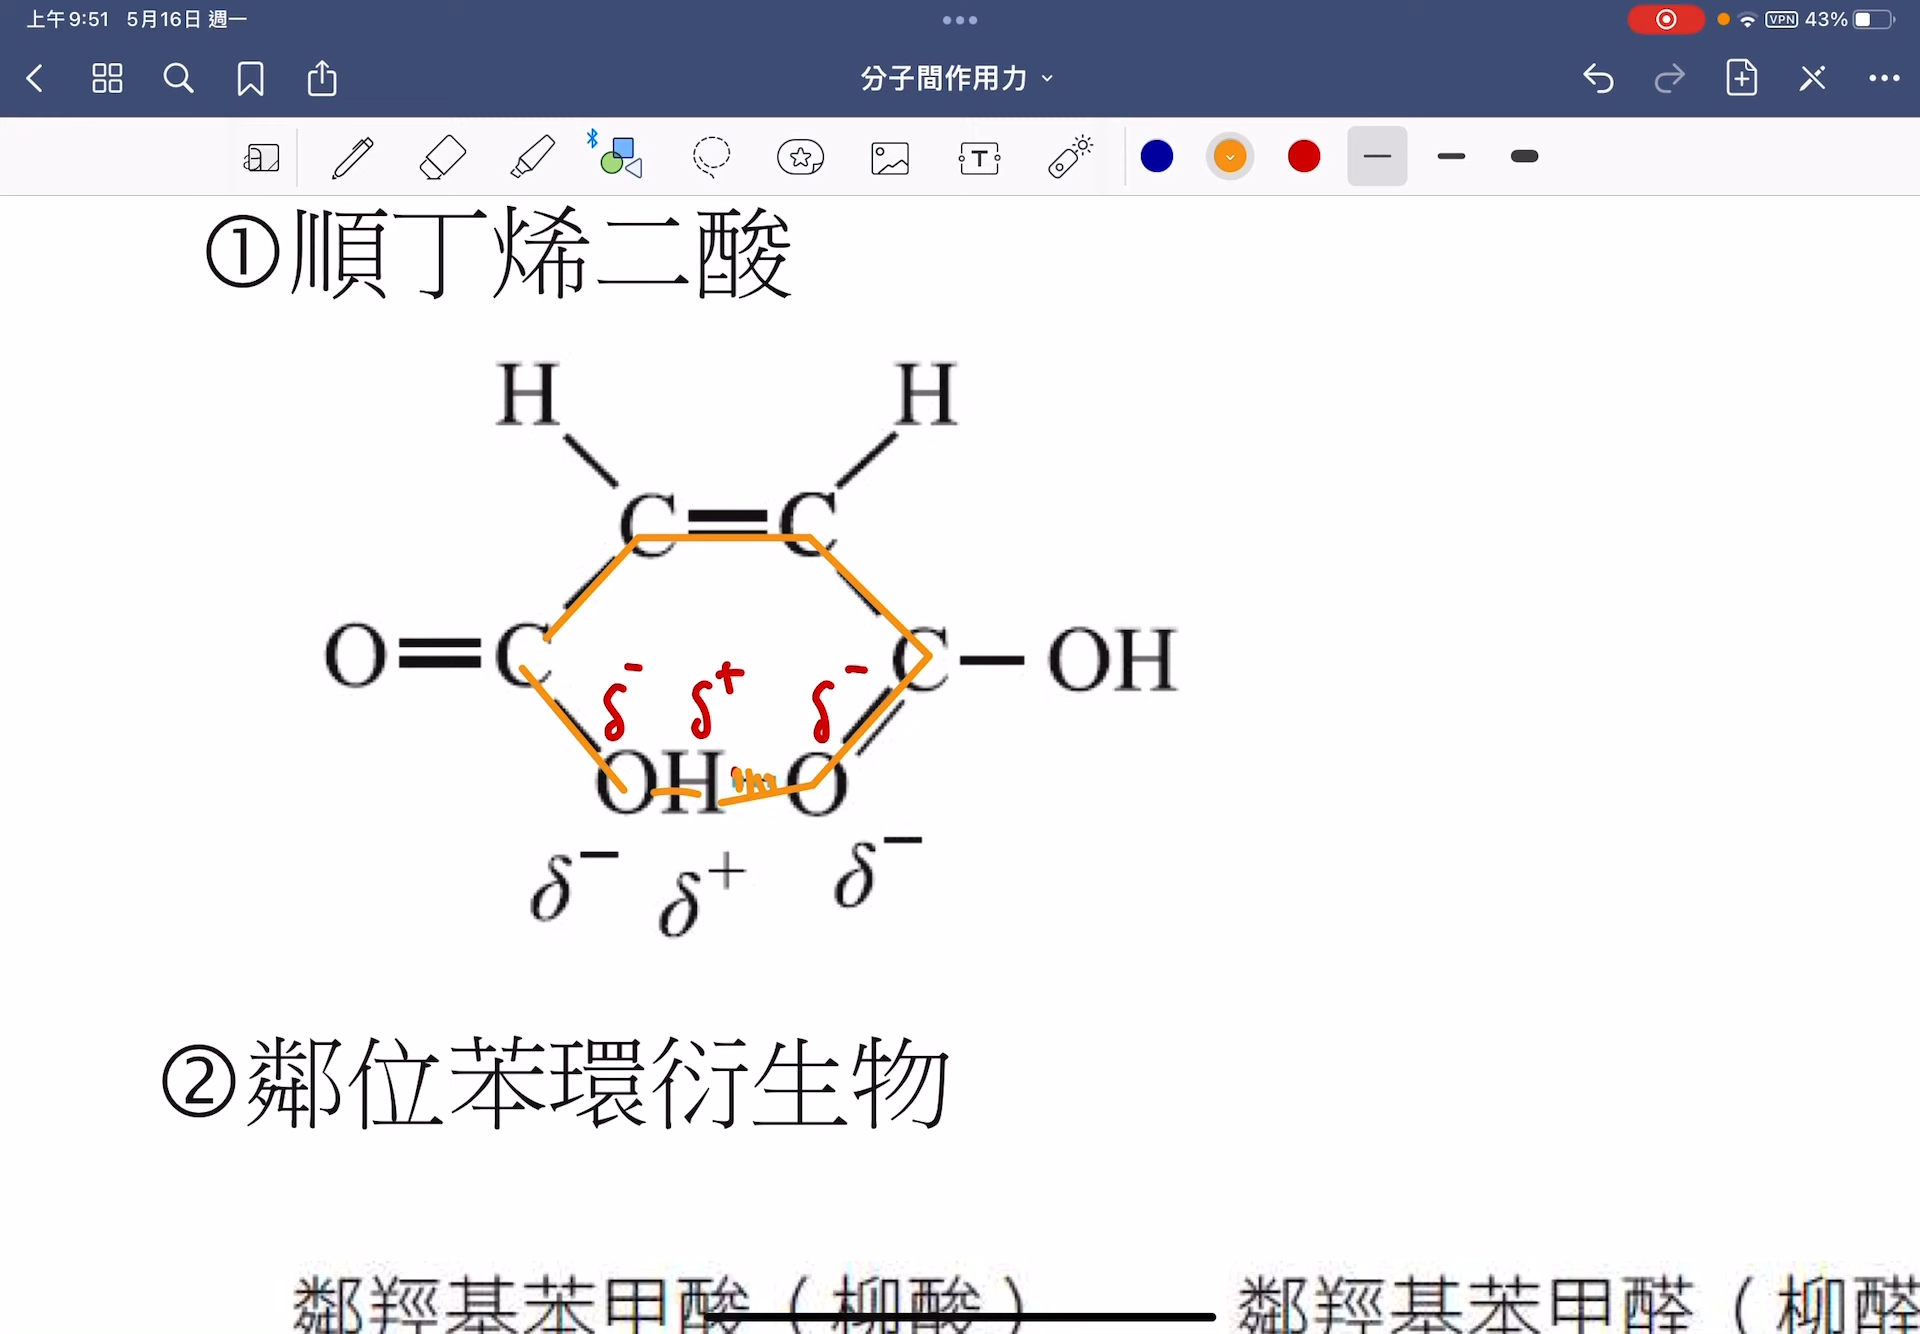 上午9:51 5月16日 週一
VPN 43%
分子間作用力
①順丁烯二酸
H H
C=C
O=C C－OH
δ⁻ δ⁺ δ⁻
OH O
δ⁻ δ⁺ δ⁻
②鄰位苯環衍生物
鄰羥基苯甲酸（柳酸） 鄰羥基苯甲醛（柳醛